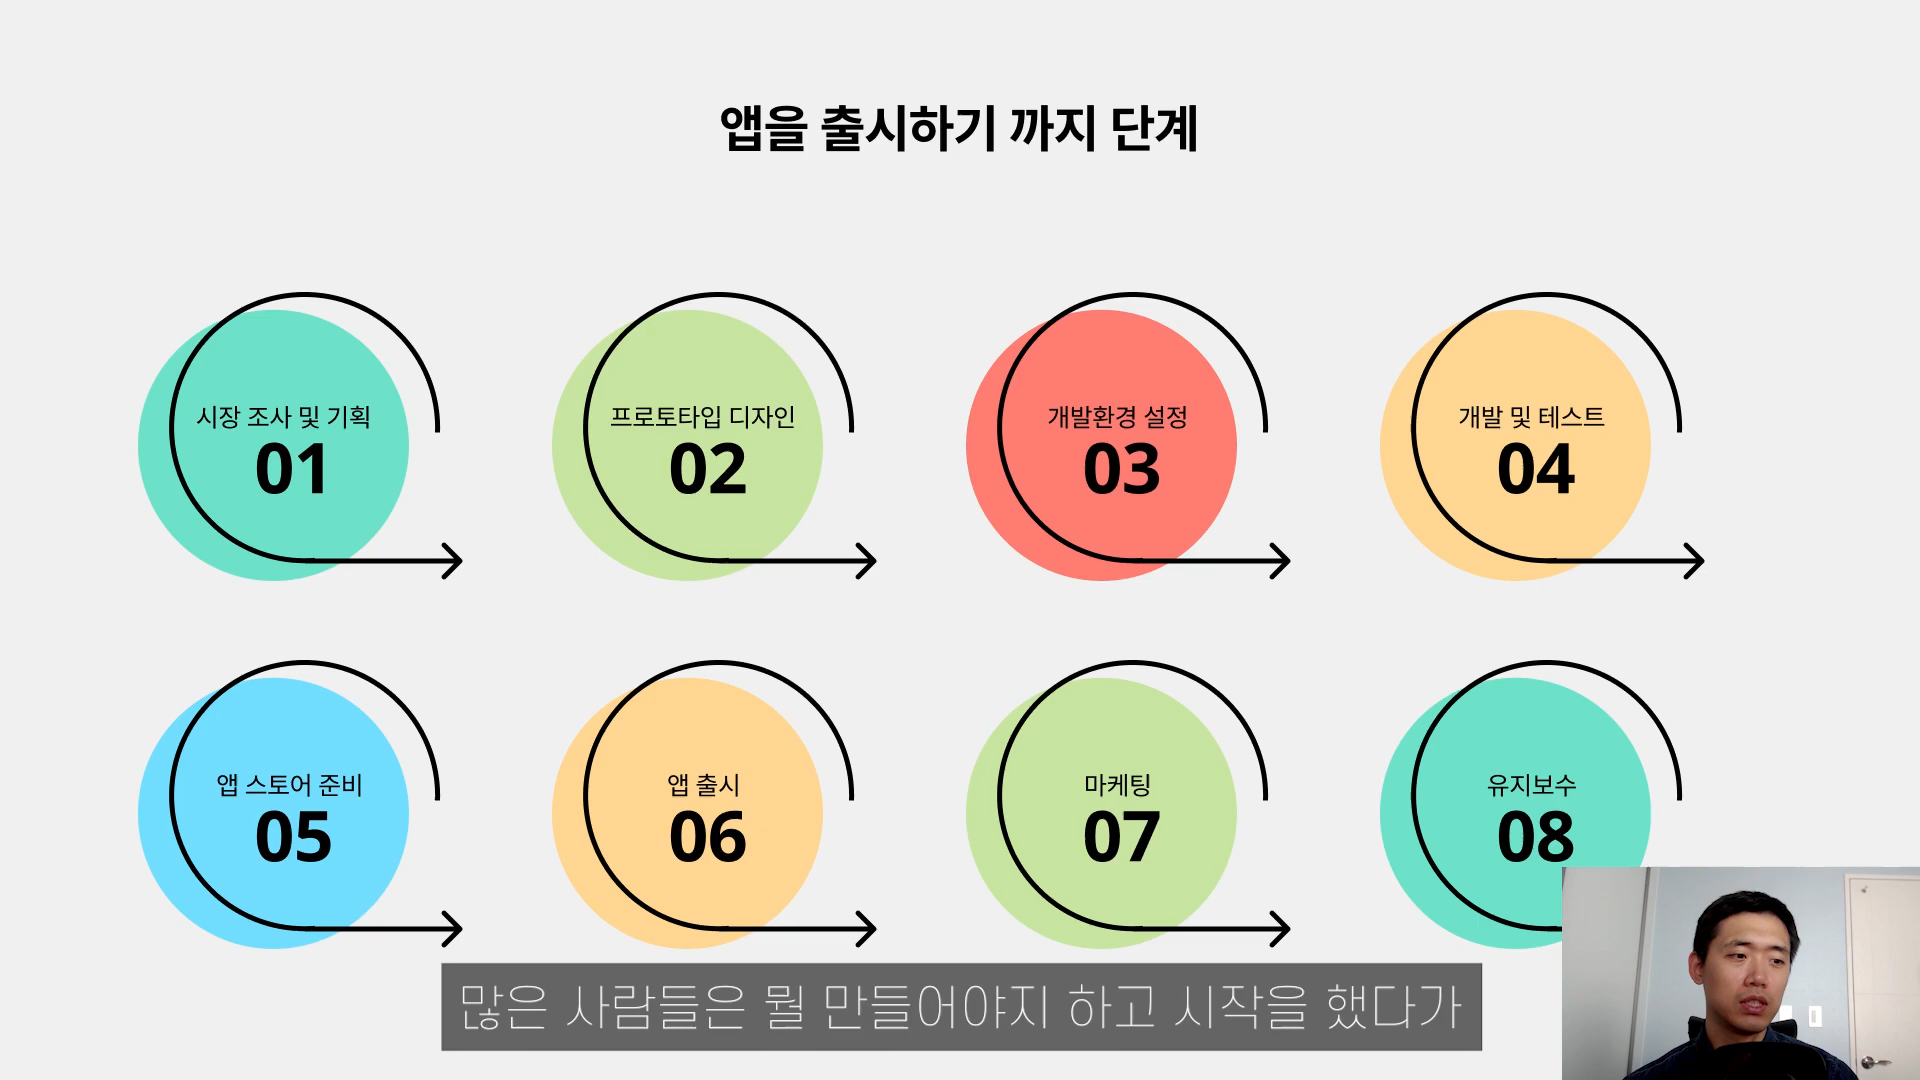 앱을 출시하기 까지 단계
시장 조사 및 기획
01
프로토타입 디자인
02
개발환경 설정
03
개발 및 테스트
04
앱 스토어 준비
05
앱 출시
06
마케팅
07
유지보수
08
많은 사람들은 뭘 만들어야지 하고 시작을 했다가